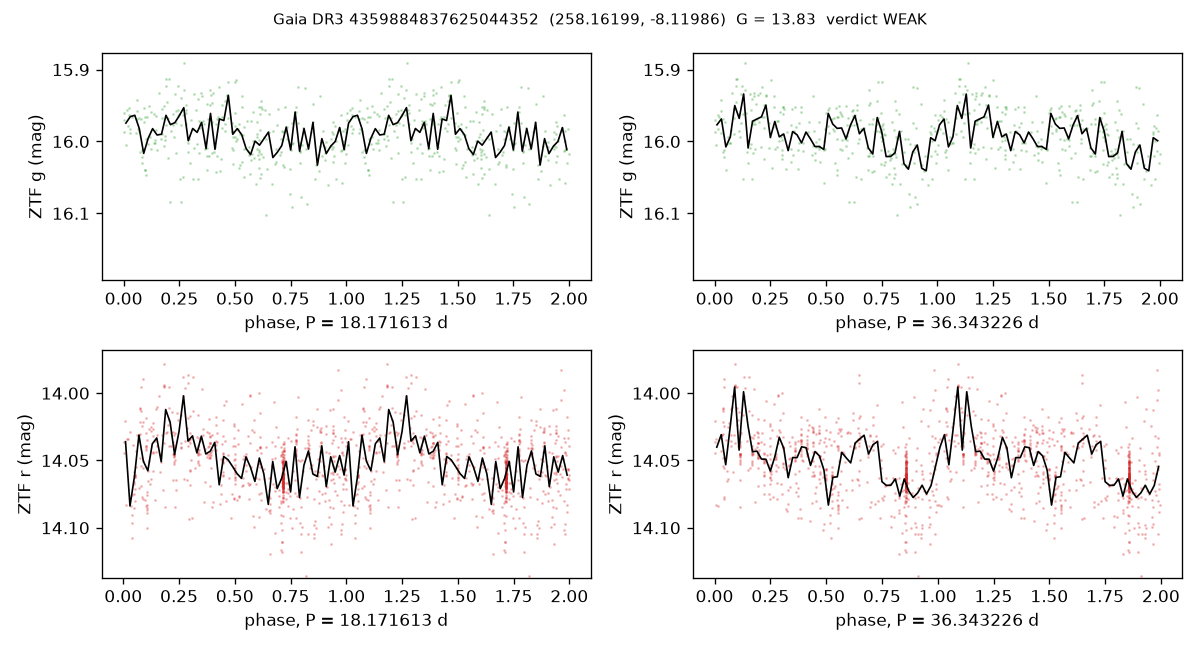 Gaia DR3 4359884837625044352 (258.16199, -8.11986) G = 13.83 verdict WEAK
15.9
16.0
16.1
ZTF g (mag)
0.00 0.25 0.50 0.75 1.00 1.25 1.50 1.75 2.00
phase, P = 18.171613 d
15.9
16.0
16.1
ZTF g (mag)
0.00 0.25 0.50 0.75 1.00 1.25 1.50 1.75 2.00
phase, P = 36.343226 d
14.00
14.05
14.10
ZTF r (mag)
0.00 0.25 0.50 0.75 1.00 1.25 1.50 1.75 2.00
phase, P = 18.171613 d
14.00
14.05
14.10
ZTF r (mag)
0.00 0.25 0.50 0.75 1.00 1.25 1.50 1.75 2.00
phase, P = 36.343226 d